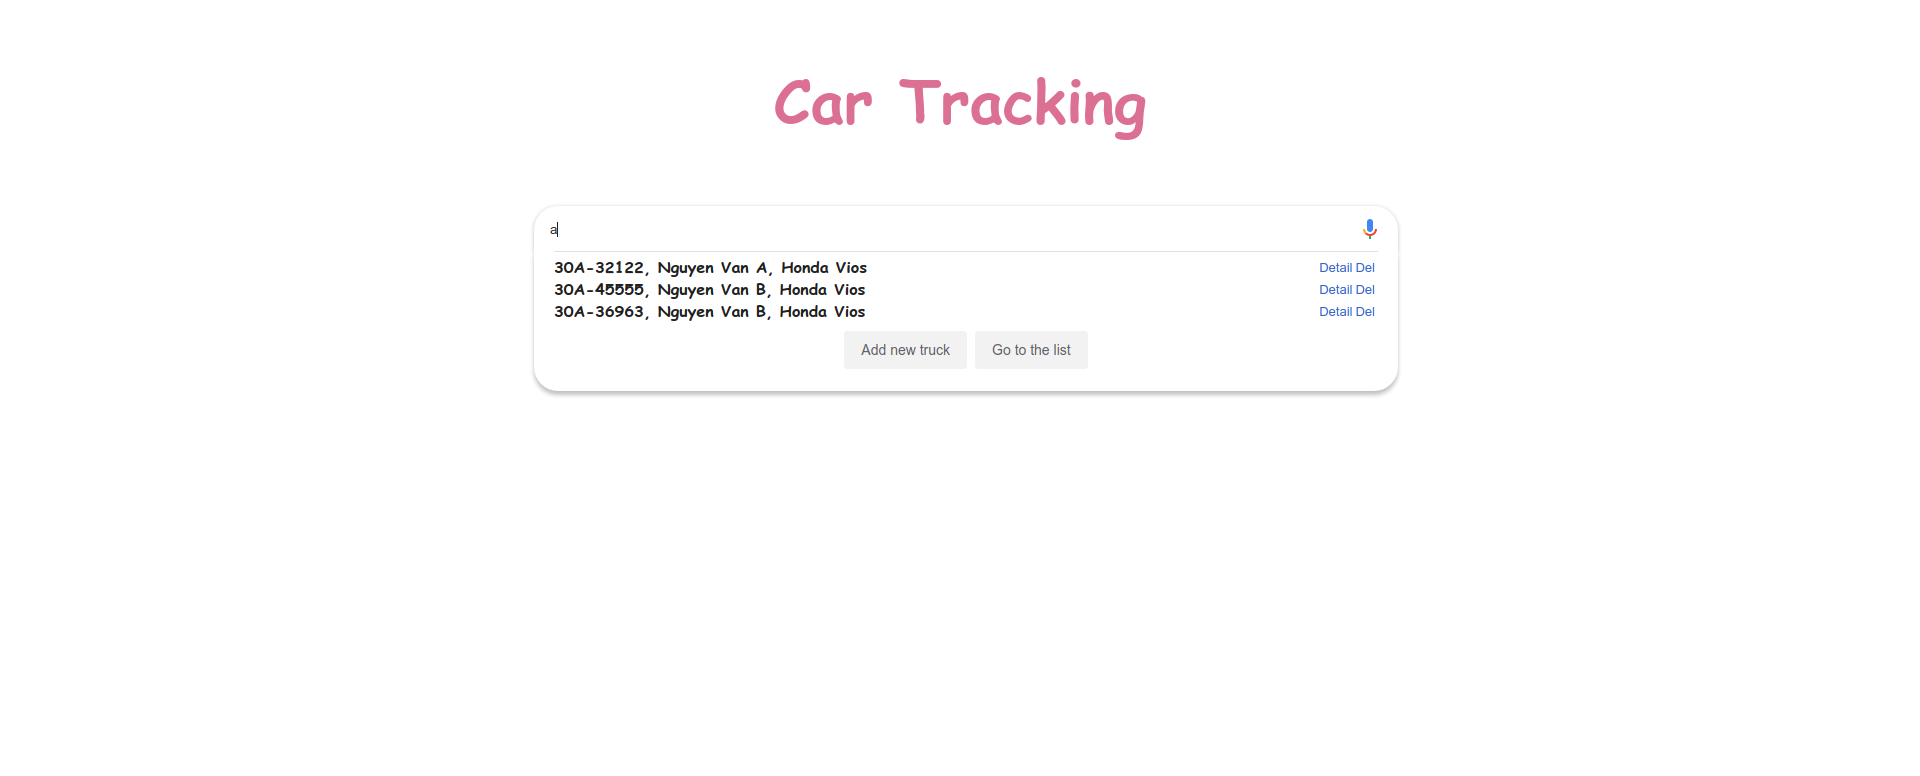 Car Tracking
a
30A-32122, Nguyen Van A, Honda Vios Detail Del
30A-45555, Nguyen Van B, Honda Vios Detail Del
30A-36963, Nguyen Van B, Honda Vios Detail Del
Add new truck Go to the list